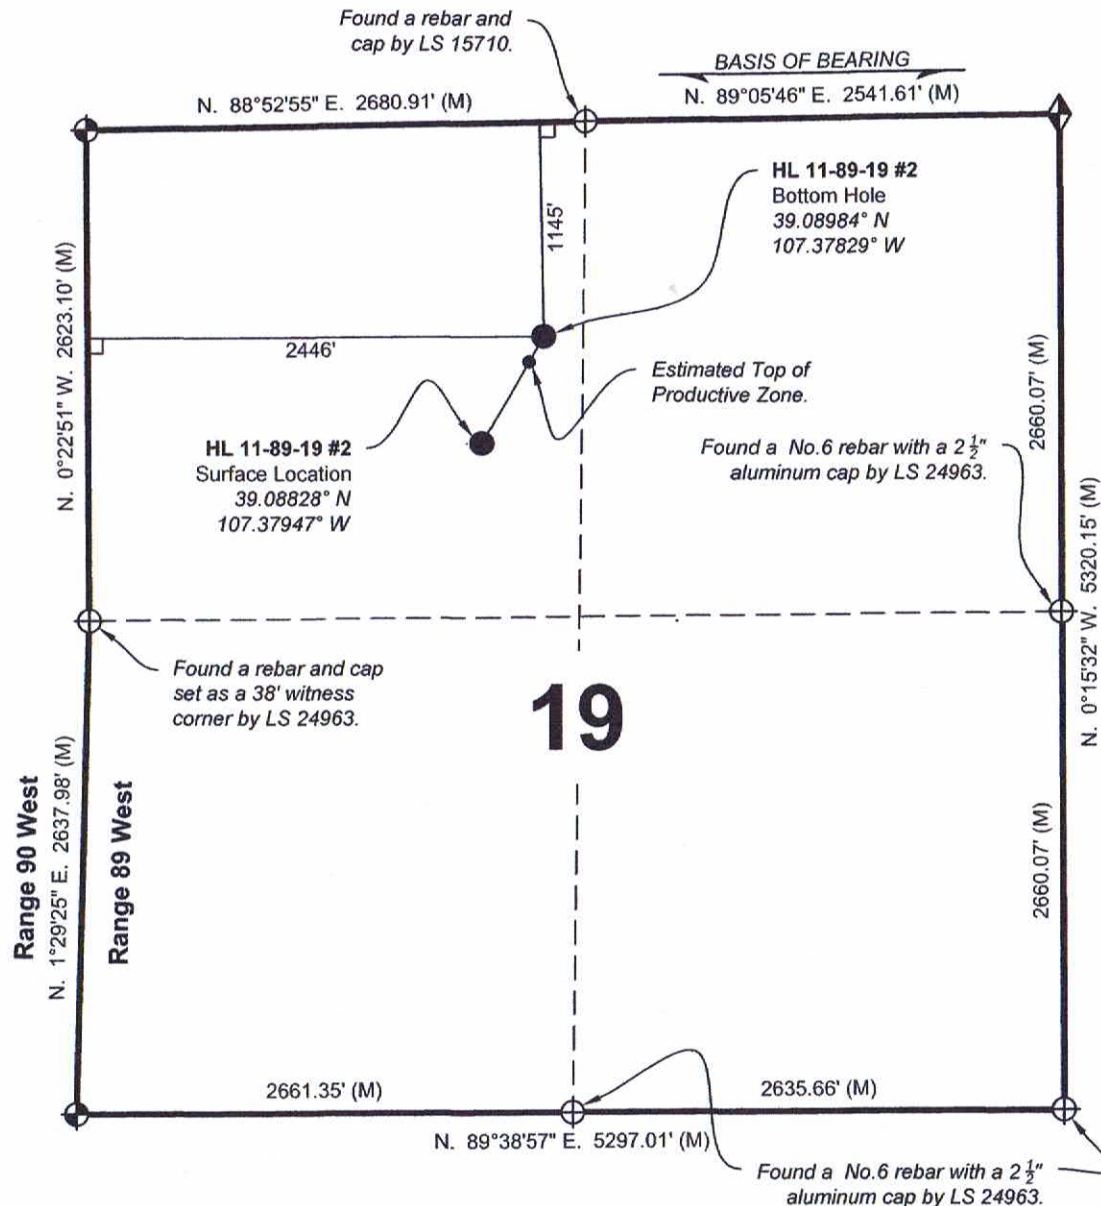 Found a rebar and
cap by LS 15710.
BASIS OF BEARING
N. 88°52'55" E. 2680.91' (M)
N. 89°05'46" E. 2541.61' (M)
HL 11-89-19 #2
Bottom Hole
39.08984° N
107.37829° W
1145'
N. 0°22'51" W. 2623.10' (M)
2446'
Estimated Top of
Productive Zone.
2660.07' (M)
HL 11-89-19 #2
Surface Location
39.08828° N
107.37947° W
Found a No.6 rebar with a 2 1/2"
aluminum cap by LS 24963.
N. 0°15'32" W. 5320.15' (M)
Found a rebar and cap
set as a 38' witness
corner by LS 24963.
19
Range 90 West
N. 1°29'25" E. 2637.98' (M)
Range 89 West
2660.07' (M)
2661.35' (M)
2635.66' (M)
N. 89°38'57" E. 5297.01' (M)
Found a No.6 rebar with a 2 1/2"
aluminum cap by LS 24963.